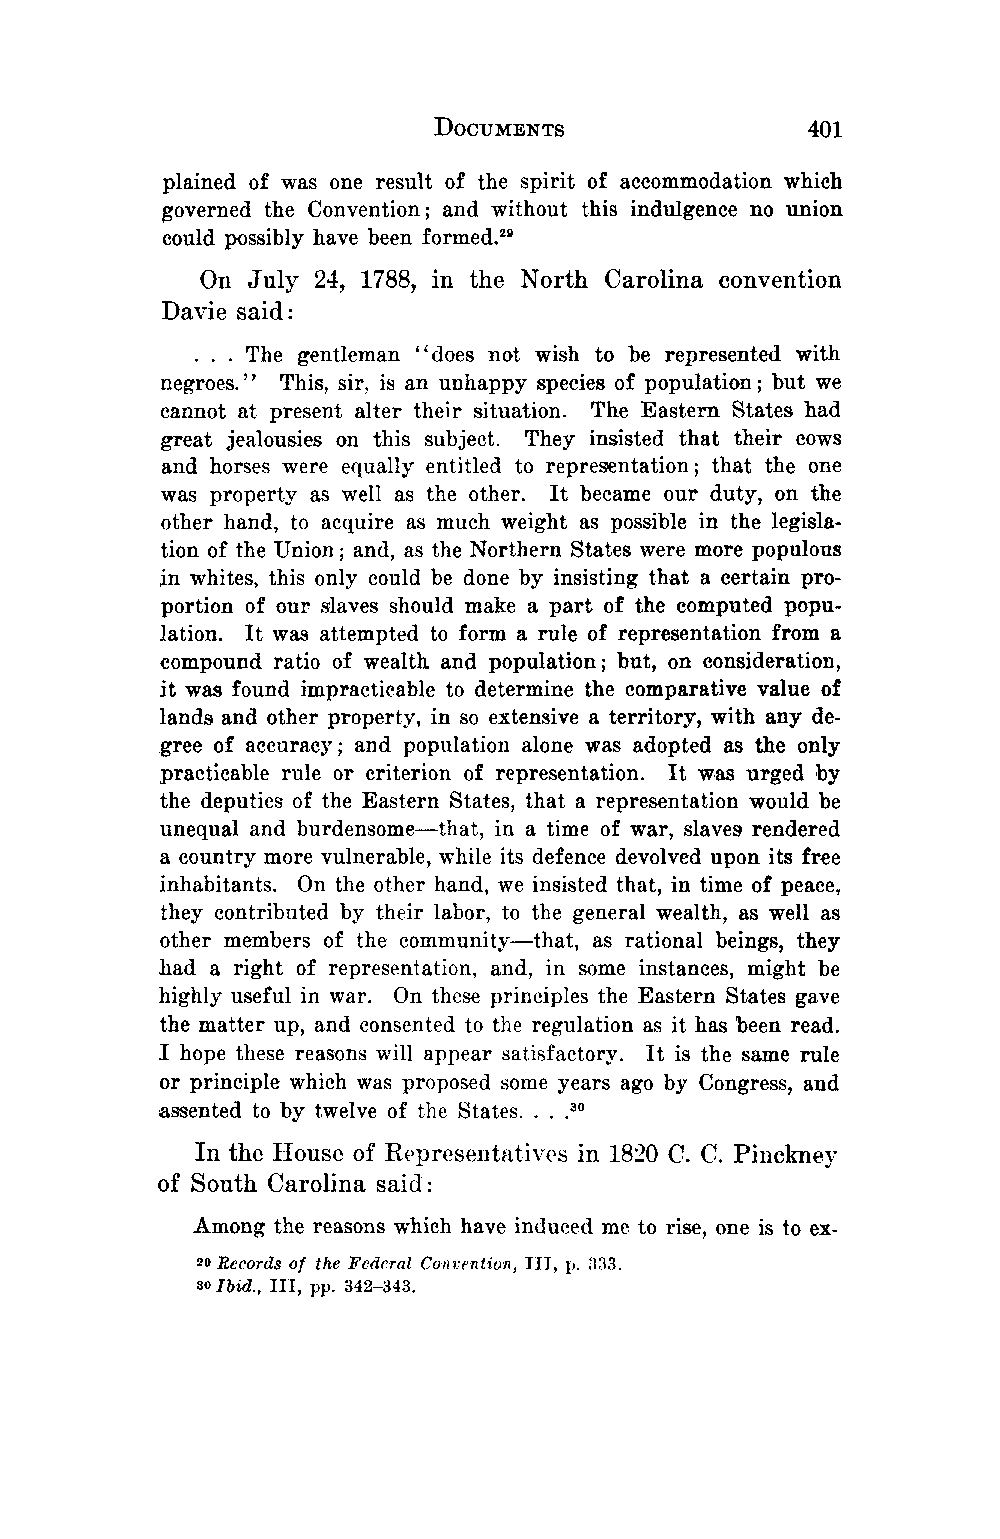 DOCUMENTS 401
plained of was one result of the spirit of accommodation which
governed the Convention; and without this indulgence no union
could possibly have been formed.²⁹
On July 24, 1788, in the North Carolina convention
Davie said:
. . . The gentleman ‘‘does not wish to be represented with
negroes.’’ This, sir, is an unhappy species of population; but we
cannot at present alter their situation. The Eastern States had
great jealousies on this subject. They insisted that their cows
and horses were equally entitled to representation; that the one
was property as well as the other. It became our duty, on the
other hand, to acquire as much weight as possible in the legisla-
tion of the Union; and, as the Northern States were more populous
in whites, this only could be done by insisting that a certain pro-
portion of our slaves should make a part of the computed popu-
lation. It was attempted to form a rule of representation from a
compound ratio of wealth and population; but, on consideration,
it was found impracticable to determine the comparative value of
lands and other property, in so extensive a territory, with any de-
gree of accuracy; and population alone was adopted as the only
practicable rule or criterion of representation. It was urged by
the deputies of the Eastern States, that a representation would be
unequal and burdensome—that, in a time of war, slaves rendered
a country more vulnerable, while its defence devolved upon its free
inhabitants. On the other hand, we insisted that, in time of peace,
they contributed by their labor, to the general wealth, as well as
other members of the community—that, as rational beings, they
had a right of representation, and, in some instances, might be
highly useful in war. On these principles the Eastern States gave
the matter up, and consented to the regulation as it has been read.
I hope these reasons will appear satisfactory. It is the same rule
or principle which was proposed some years ago by Congress, and
assented to by twelve of the States. . . .³⁰
In the House of Representatives in 1820 C. C. Pinckney
of South Carolina said:
Among the reasons which have induced me to rise, one is to ex-
²⁹ Records of the Federal Convention, III, p. 333.
³⁰ Ibid., III, pp. 342–343.